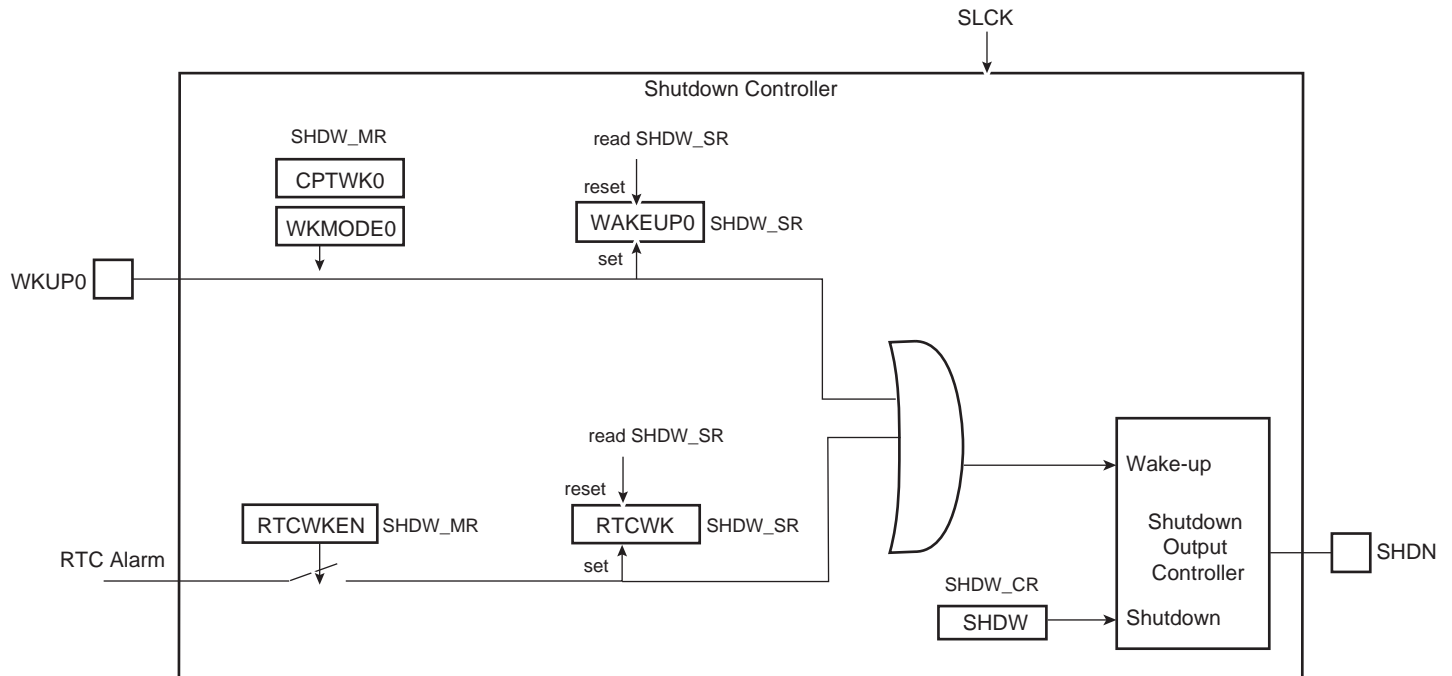 SLCK
Shutdown Controller
SHDW_MR
read SHDW_SR
CPTWK0
reset
WKMODE0
WAKEUP0
SHDW_SR
set
WKUP0
read SHDW_SR
Wake-up
reset
RTCWKEN
SHDW_MR
RTCWK
SHDW_SR
Shutdown
Output
Controller
SHDN
RTC Alarm
set
SHDW_CR
SHDW
Shutdown